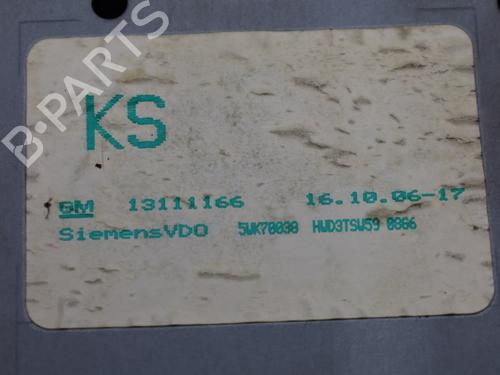 B-PARTS
KS
GM 13111166 16.10.06-17
SiemensVDO 5WK70030 HWD3TSW59 0866